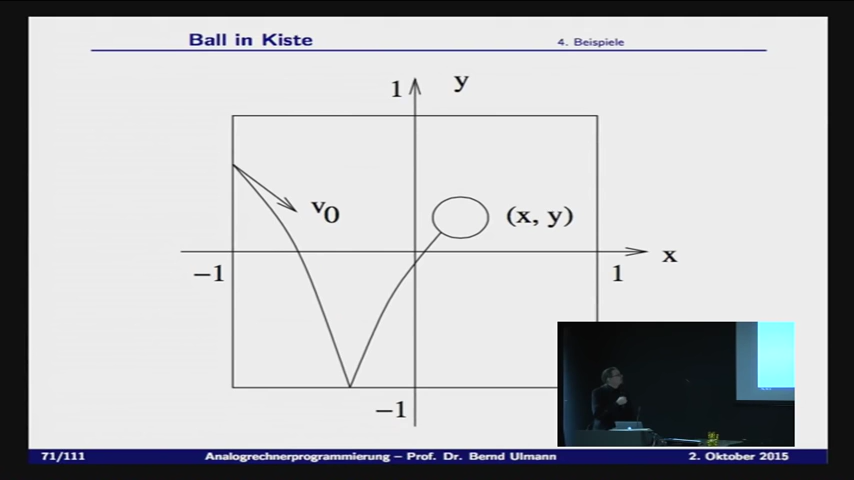 Ball in Kiste
4. Beispiele
1
y
v0
(x, y)
x
−1
1
−1
71/111
Analogrechnerprogrammierung – Prof. Dr. Bernd Ulmann
2. Oktober 2015